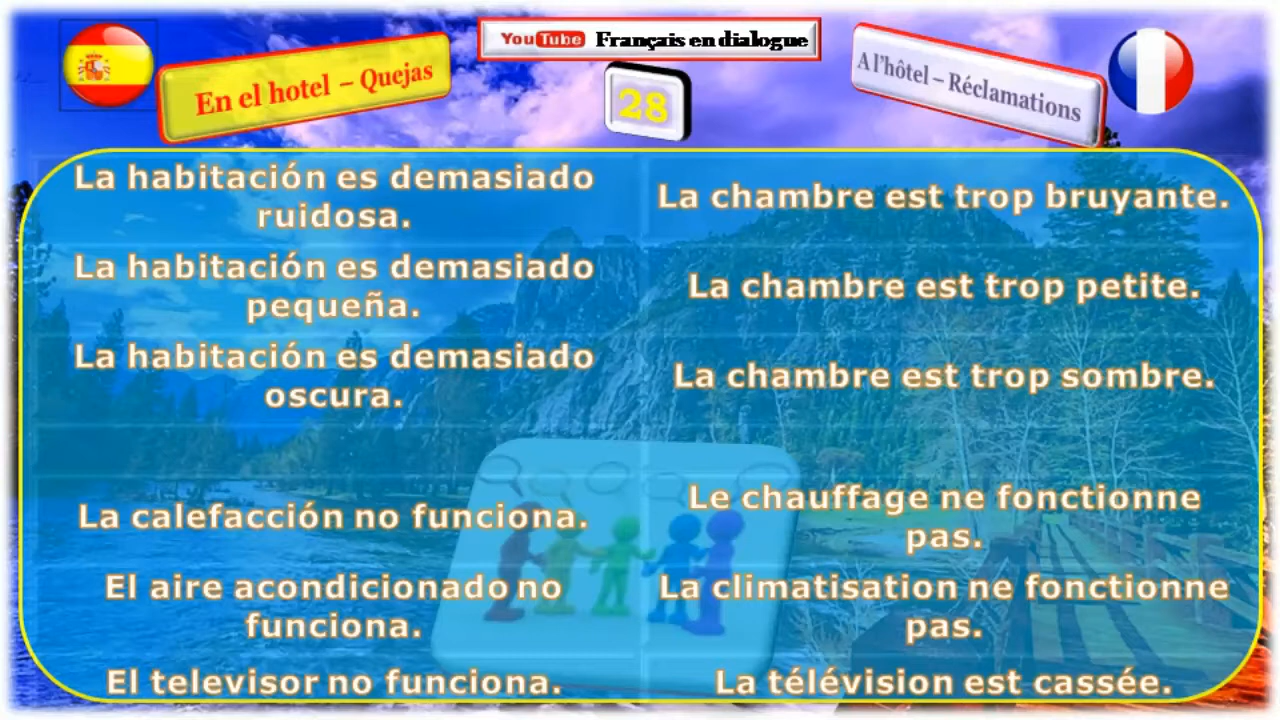 En el hotel – Quejas
YouTube Français en dialogue
28
A l'hôtel – Réclamations
La habitación es demasiado
ruidosa.
La chambre est trop bruyante.
La habitación es demasiado
pequeña.
La chambre est trop petite.
La habitación es demasiado
oscura.
La chambre est trop sombre.
La calefacción no funciona.
Le chauffage ne fonctionne
pas.
El aire acondicionado no
funciona.
La climatisation ne fonctionne
pas.
El televisor no funciona.
La télévision est cassée.